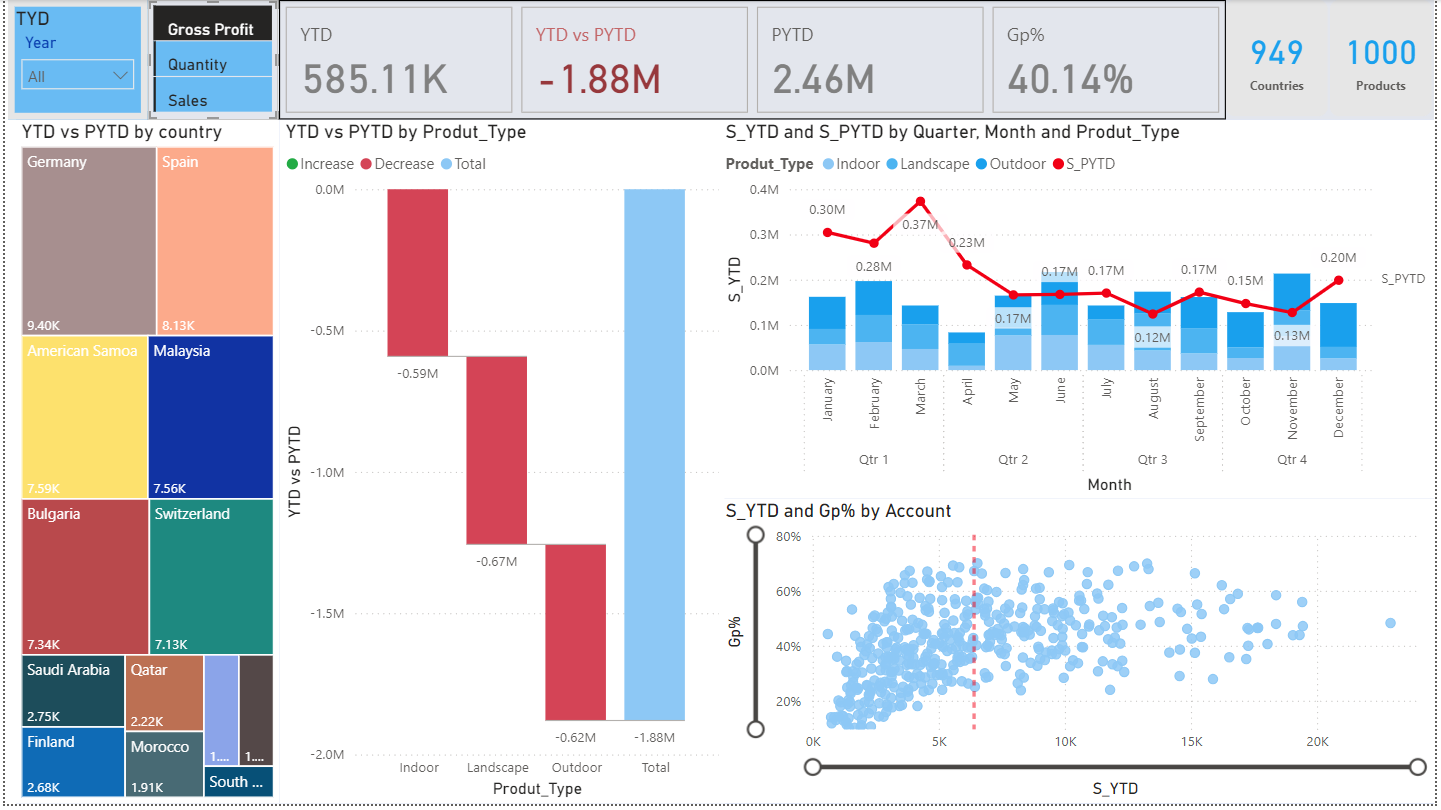 TYD
Year
All
Gross Profit
Quantity
Sales
YTD
585.11K
YTD vs PYTD
-1.88M
PYTD
2.46M
Gp%
40.14%
949
Countries
1000
Products
YTD vs PYTD by country
Germany
9.40K
Spain
8.13K
American Samoa
7.59K
Malaysia
7.56K
Bulgaria
7.34K
Switzerland
7.13K
Saudi Arabia
2.75K
Qatar
2.22K
1....
1....
Finland
2.68K
Morocco
1.91K
South ...
YTD vs PYTD by Produt_Type
Increase Decrease Total
0.0M
-0.5M
-1.0M
-1.5M
-2.0M
YTD vs PYTD
-0.59M
-0.67M
-0.62M
-1.88M
Indoor Landscape Outdoor Total
Produt_Type
S_YTD and S_PYTD by Quarter, Month and Produt_Type
Produt_Type Indoor Landscape Outdoor S_PYTD
0.4M
0.3M
0.2M
0.1M
0.0M
S_YTD
0.30M
0.28M
0.37M
0.23M
0.17M
0.17M
0.17M
0.12M
0.17M
0.15M
0.13M
0.20M
S_PYTD
January February March April May June July August September October November December
Qtr 1 Qtr 2 Qtr 3 Qtr 4
Month
S_YTD and Gp% by Account
80%
60%
40%
20%
Gp%
0K 5K 10K 15K 20K
S_YTD